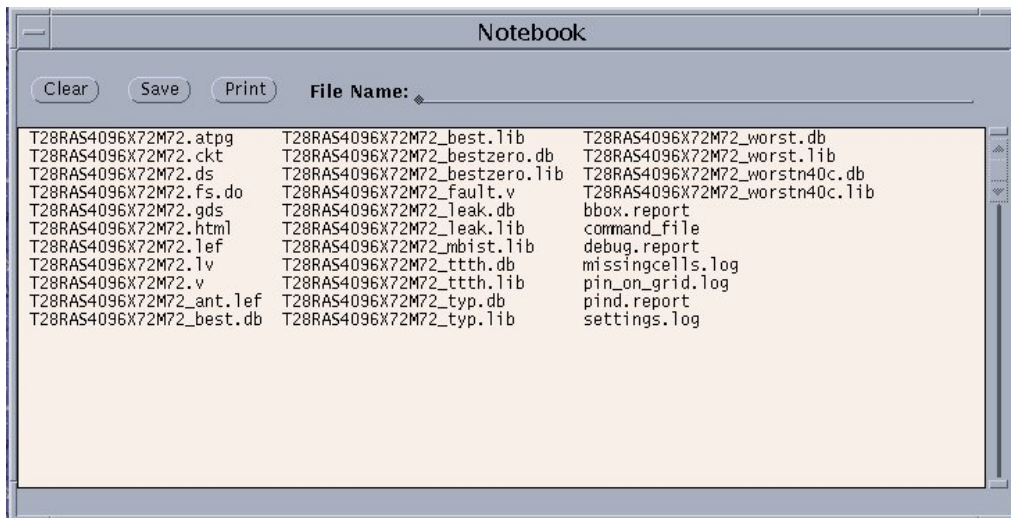 Notebook
Clear Save Print File Name:
T28RAS4096X72M72.atpg T28RAS4096X72M72_best.lib T28RAS4096X72M72_worst.db
T28RAS4096X72M72.ckt T28RAS4096X72M72_bestzero.db T28RAS4096X72M72_worst.lib
T28RAS4096X72M72.ds T28RAS4096X72M72_bestzero.lib T28RAS4096X72M72_worstn40c.db
T28RAS4096X72M72.fs.do T28RAS4096X72M72_fault.v T28RAS4096X72M72_worstn40c.lib
T28RAS4096X72M72.gds T28RAS4096X72M72_leak.db bbox.report
T28RAS4096X72M72.html T28RAS4096X72M72_leak.lib command_file
T28RAS4096X72M72.lef T28RAS4096X72M72_mbist.lib debug.report
T28RAS4096X72M72.lv T28RAS4096X72M72_ttth.db missingcells.log
T28RAS4096X72M72.v T28RAS4096X72M72_ttth.lib pin_on_grid.log
T28RAS4096X72M72_ant.lef T28RAS4096X72M72_typ.db pind.report
T28RAS4096X72M72_best.db T28RAS4096X72M72_typ.lib settings.log